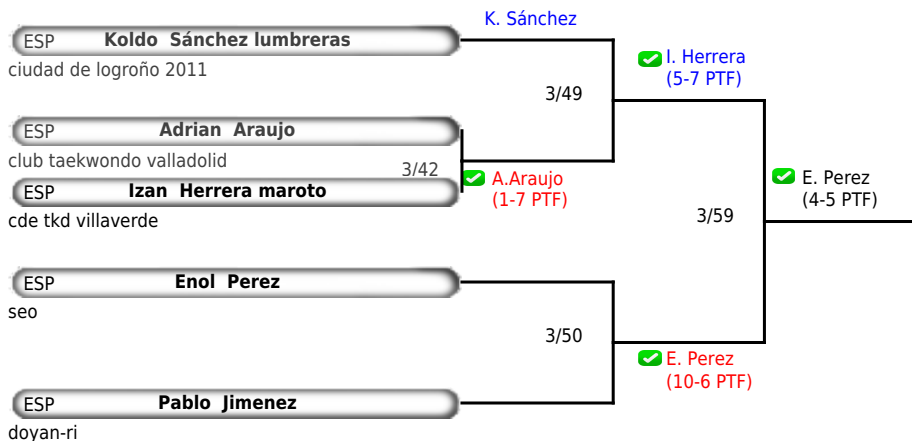 K. Sánchez
ESP Koldo Sánchez lumbreras
ciudad de logroño 2011
I. Herrera
(5-7 PTF)
3/49
ESP Adrian Araujo
club taekwondo valladolid
3/42
A.Araujo
(1-7 PTF)
ESP Izan Herrera maroto
cde tkd villaverde
E. Perez
(4-5 PTF)
3/59
ESP Enol Perez
seo
3/50
E. Perez
(10-6 PTF)
ESP Pablo Jimenez
doyan-ri